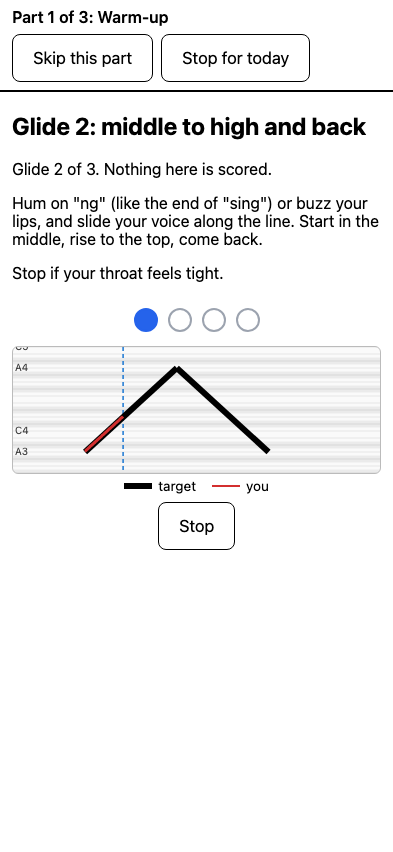 Part 1 of 3: Warm-up
Skip this part
Stop for today
Glide 2: middle to high and back
Glide 2 of 3. Nothing here is scored.
Hum on "ng" (like the end of "sing") or buzz your
lips, and slide your voice along the line. Start in the
middle, rise to the top, come back.
Stop if your throat feels tight.
A4
C4
A3
target
you
Stop